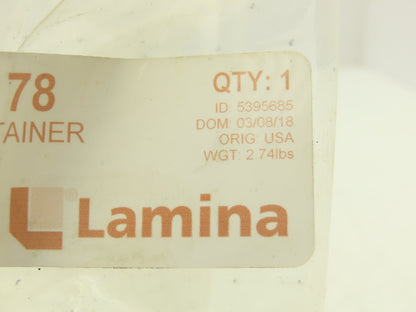 78
QTY: 1
ID: 5395685
TAINER
DOM: 03/08/18
ORIG: USA
WGT: 2.74lbs
Lamina